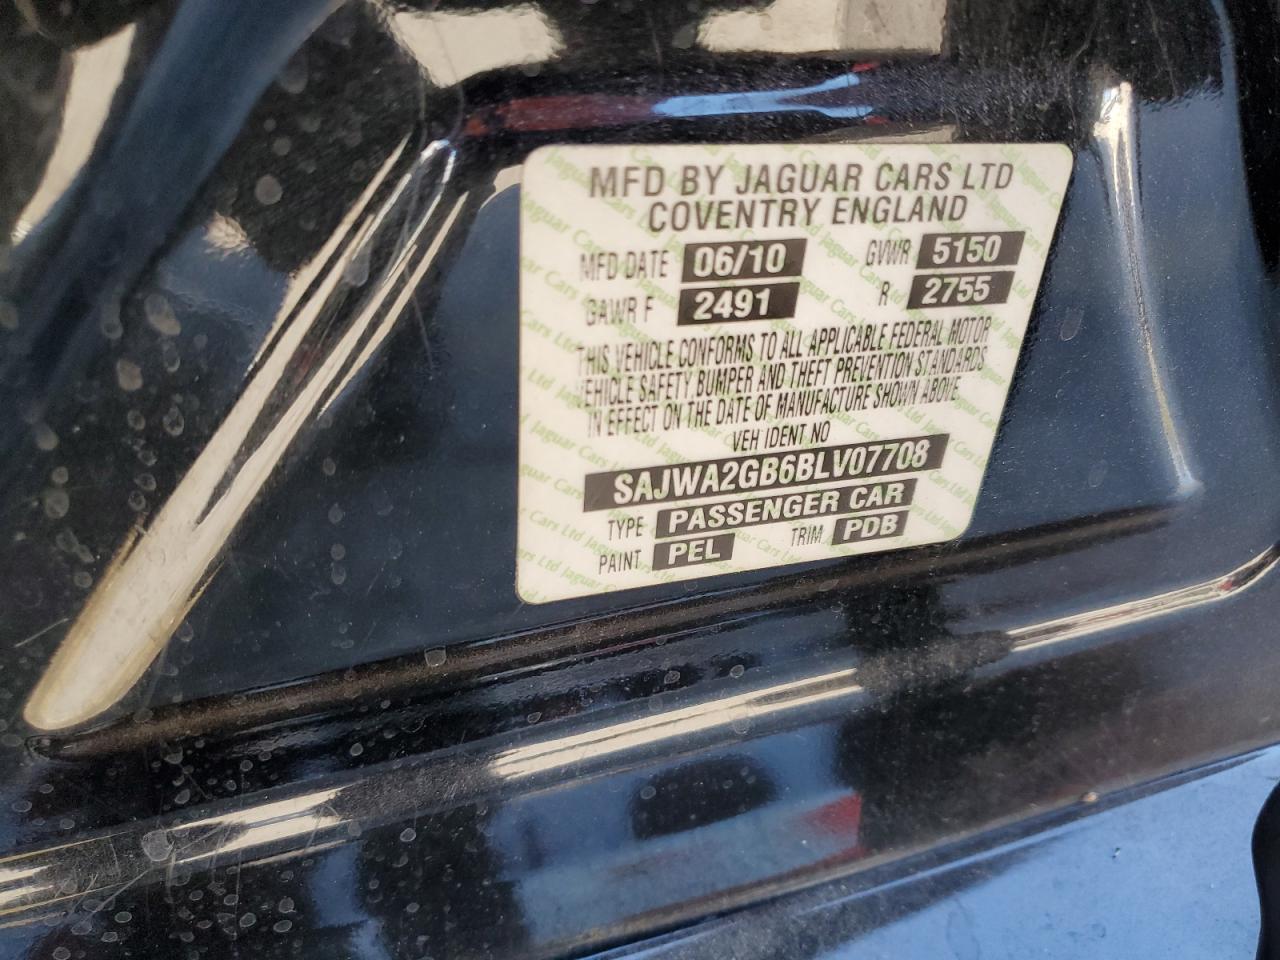 MFD BY JAGUAR CARS LTD
COVENTRY ENGLAND
MFD DATE 06/10 GVWR 5150
GAWR F 2491 R 2755
THIS VEHICLE CONFORMS TO ALL APPLICABLE FEDERAL MOTOR
VEHICLE SAFETY BUMPER AND THEFT PREVENTION STANDARDS
IN EFFECT ON THE DATE OF MANUFACTURE SHOWN ABOVE
VEH IDENT NO
SAJWA2GB6BLV07708
TYPE PASSENGER CAR
PAINT PEL TRIM PDB